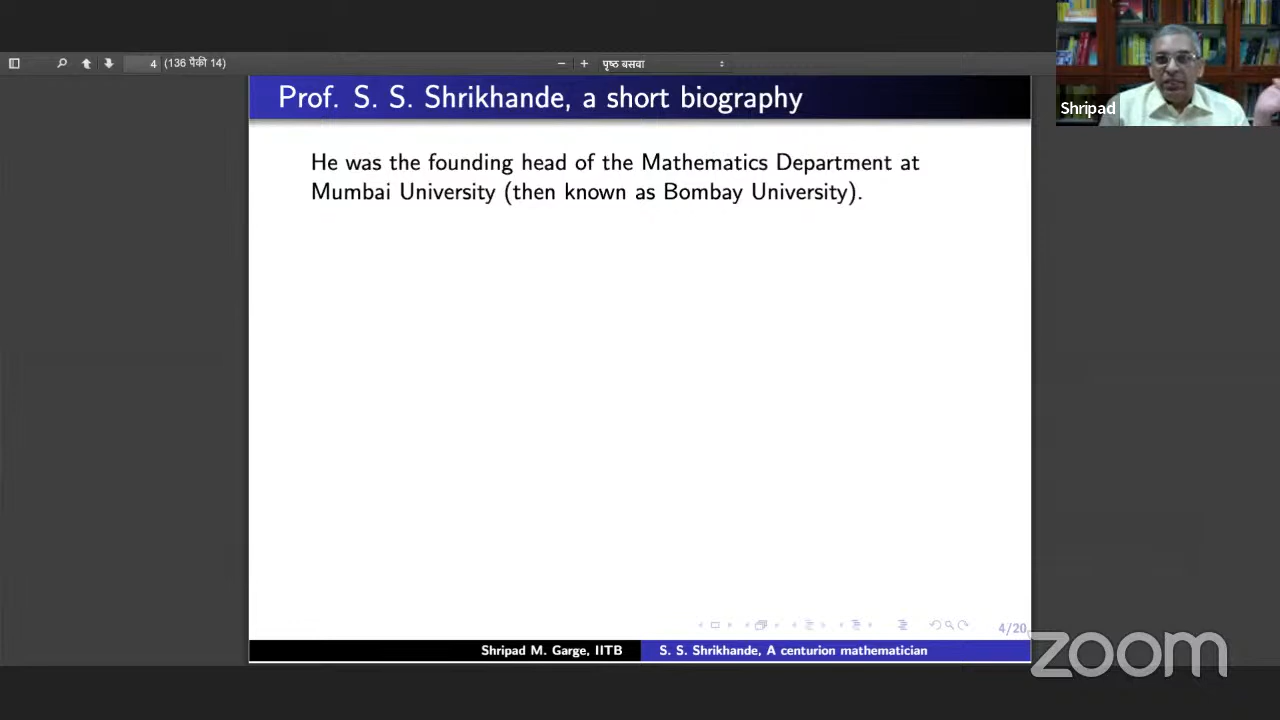 4 (136 पैकी 14)
पृष्ठ बसवा
Shripad
Prof. S. S. Shrikhande, a short biography
He was the founding head of the Mathematics Department at
Mumbai University (then known as Bombay University).
4/20
Shripad M. Garge, IITB
S. S. Shrikhande, A centurion mathematician
zoom